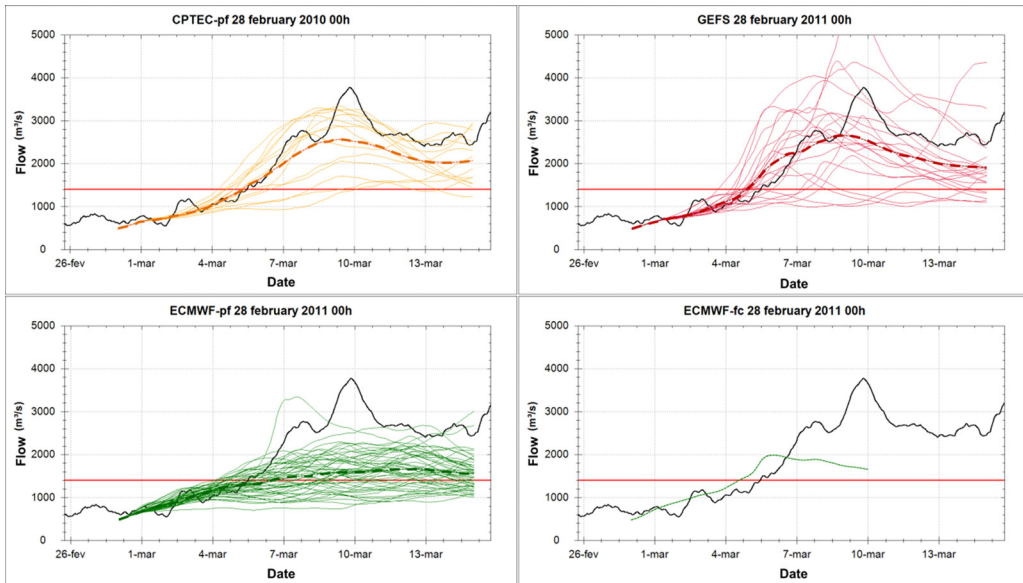 CPTEC-pf 28 february 2010 00h
5000
4000
3000
2000
1000
0
Flow (m³/s)
26-fev 1-mar 4-mar 7-mar 10-mar 13-mar
Date
GEFS 28 february 2011 00h
5000
4000
3000
2000
1000
0
Flow (m³/s)
26-fev 1-mar 4-mar 7-mar 10-mar 13-mar
Date
ECMWF-pf 28 february 2011 00h
5000
4000
3000
2000
1000
0
Flow (m³/s)
26-fev 1-mar 4-mar 7-mar 10-mar 13-mar
Date
ECMWF-fc 28 february 2011 00h
5000
4000
3000
2000
1000
0
Flow (m³/s)
26-fev 1-mar 4-mar 7-mar 10-mar 13-mar
Date